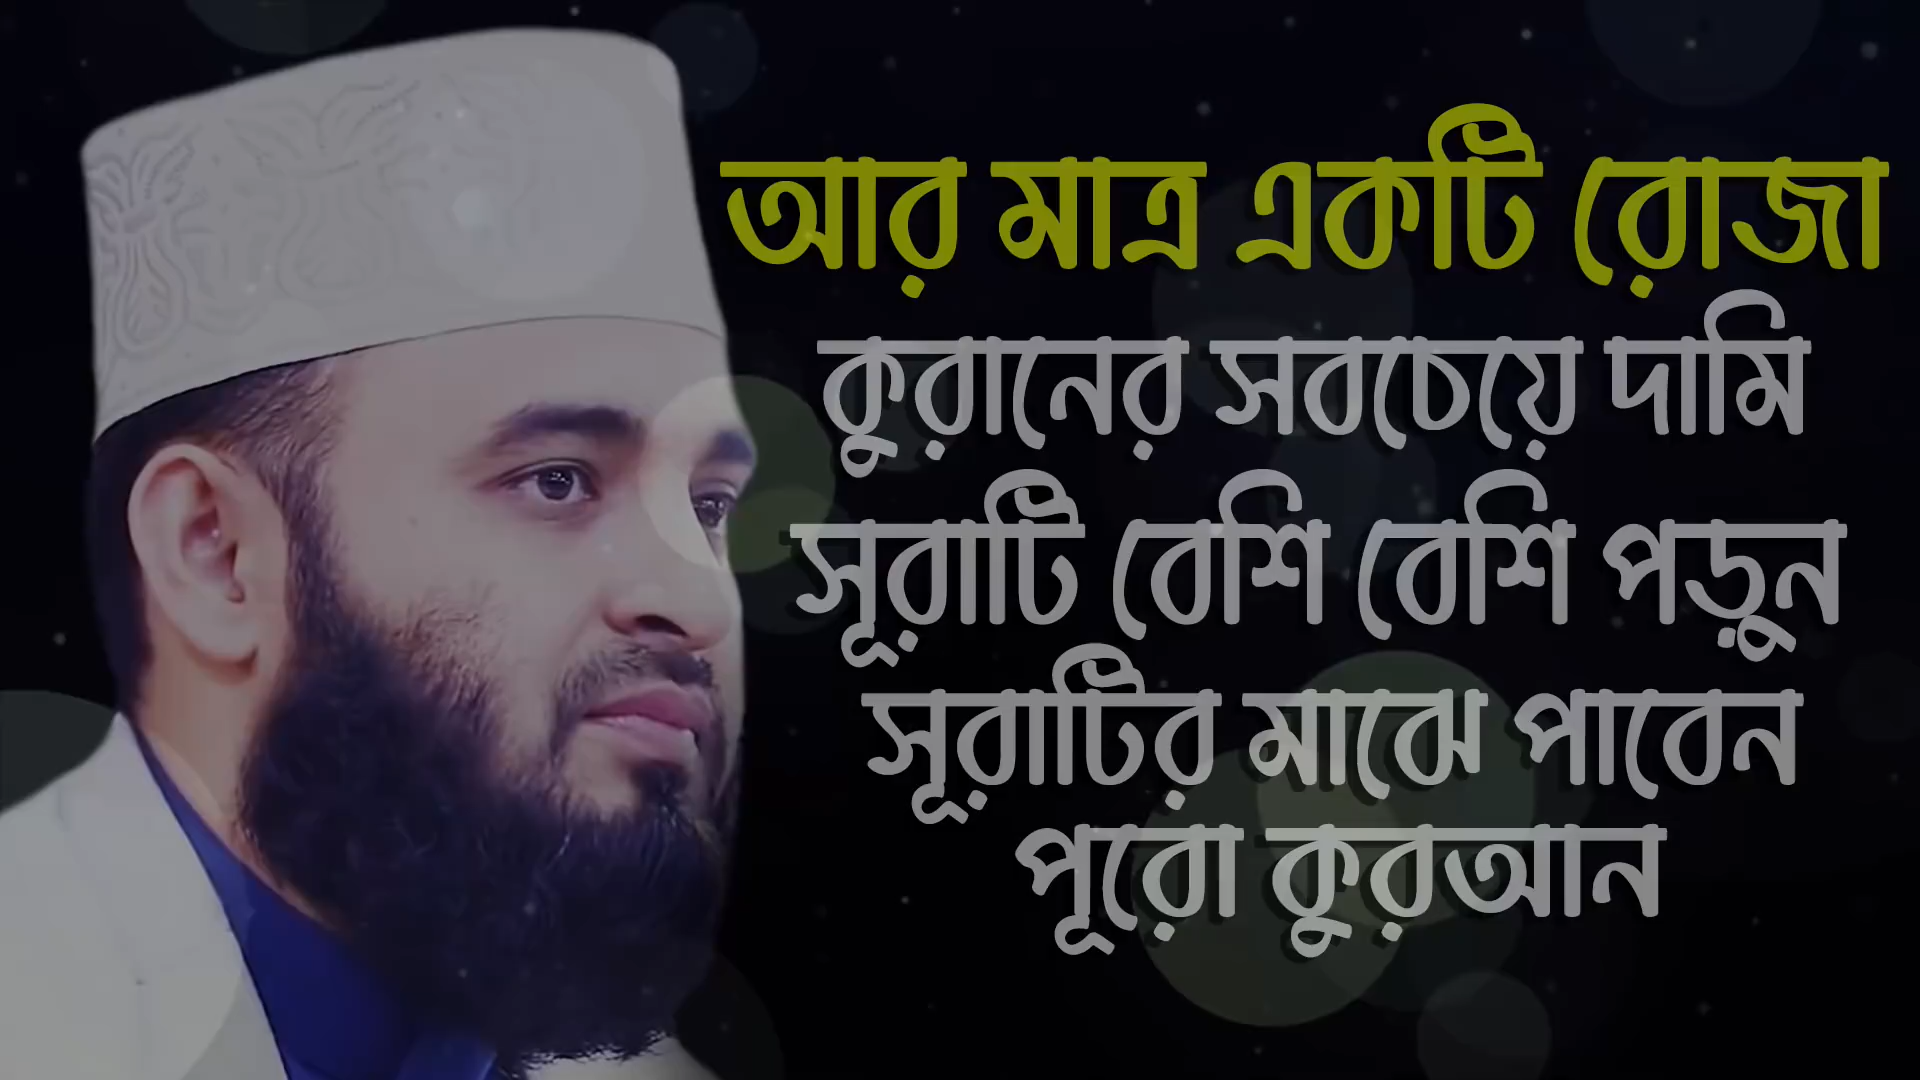 আর মাত্র একটি রোজা
কুরানের সবচেয়ে দামি
সূরাটি বেশি বেশি পড়ুন
সূরাটির মাঝে পাবেন
পূরো কুরআন